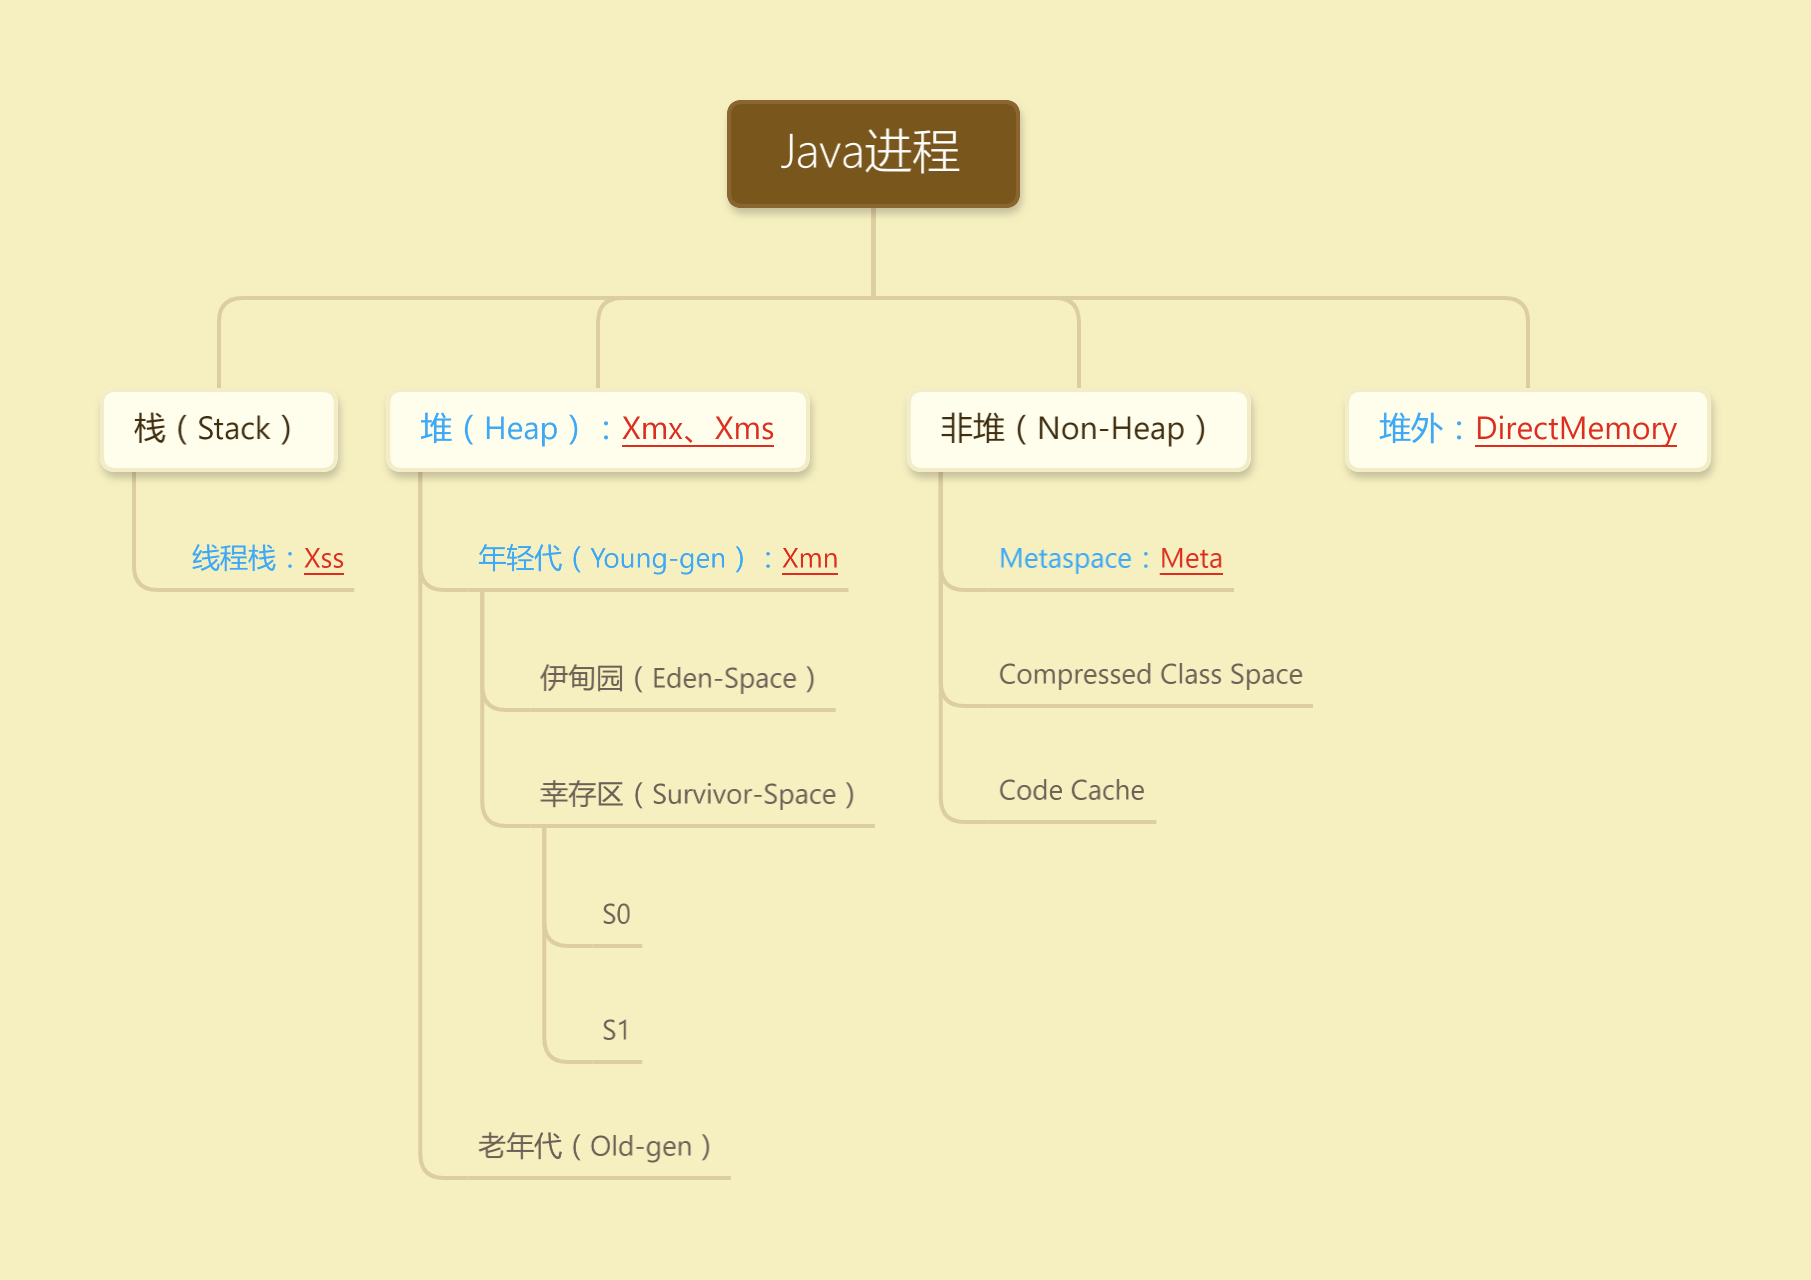 Java进程
栈（Stack）
堆（Heap）：Xmx、Xms
非堆（Non-Heap）
堆外：DirectMemory
线程栈：Xss
年轻代（Young-gen）：Xmn
Metaspace：Meta
伊甸园（Eden-Space）
Compressed Class Space
幸存区（Survivor-Space）
Code Cache
S0
S1
老年代（Old-gen）